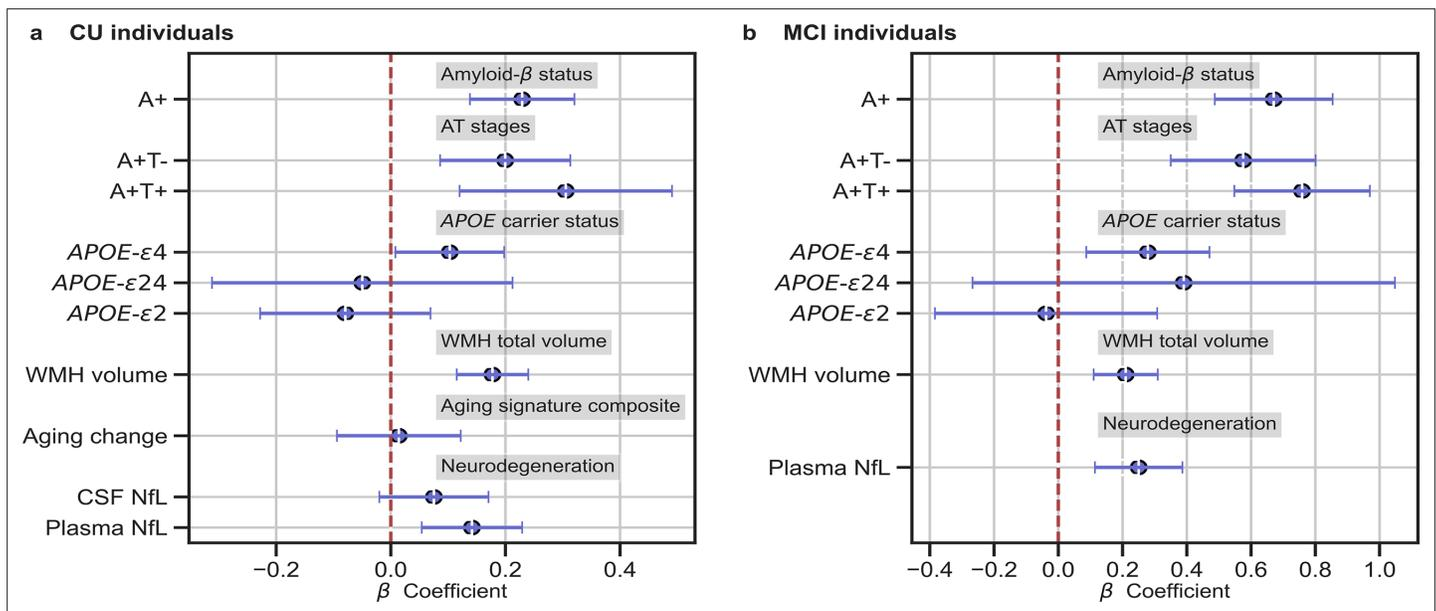 a CU individuals
Amyloid-β status
A+
AT stages
A+T-
A+T+
APOE carrier status
APOE-ε4
APOE-ε24
APOE-ε2
WMH total volume
WMH volume
Aging signature composite
Aging change
Neurodegeneration
CSF NfL
Plasma NfL
−0.2 0.0 0.2 0.4
β Coefficient
b MCI individuals
Amyloid-β status
A+
AT stages
A+T-
A+T+
APOE carrier status
APOE-ε4
APOE-ε24
APOE-ε2
WMH total volume
WMH volume
Neurodegeneration
Plasma NfL
−0.4 −0.2 0.0 0.2 0.4 0.6 0.8 1.0
β Coefficient